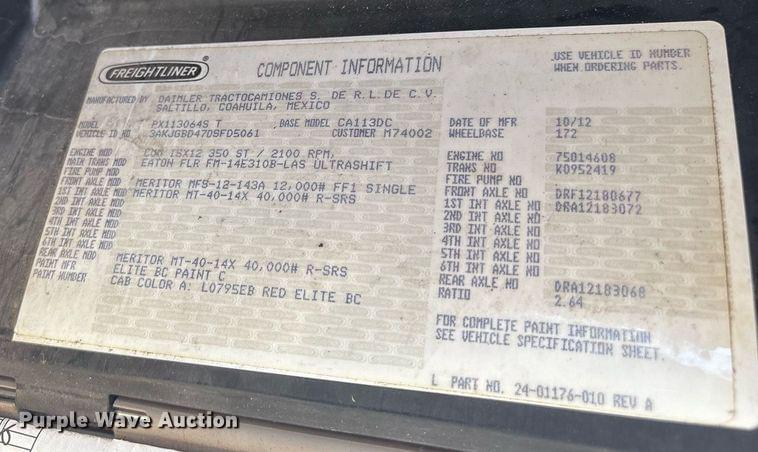 FREIGHTLINER
COMPONENT INFORMATION
USE VEHICLE ID NUMBER
WHEN ORDERING PARTS.
MANUFACTURED BY DAIMLER TRACTOCAMIONES S. DE R.L. DE C.V.
SALTILLO, COAHUILA, MEXICO
MODEL PX113064S T BASE MODEL CA113DC
VEHICLE ID NO. 3AKJGBD47DSFD5061 CUSTOMER M74002
DATE OF MFR 10/12
WHEELBASE 172
ENGINE MOD CUM ISX12 350 ST / 2100 RPM,
MAIN TRANS MOD EATON FLR FM-14E310B-LAS ULTRASHIFT
FIRE PUMP MOD
FRONT AXLE MOD MERITOR MFS-12-143A 12,000# FF1 SINGLE
1ST INT AXLE MOD MERITOR MT-40-14X 40,000# R-SRS
2ND INT AXLE MOD
3RD INT AXLE MOD
4TH INT AXLE MOD
5TH INT AXLE MOD
6TH INT AXLE MOD
REAR AXLE MOD MERITOR MT-40-14X 40,000# R-SRS
PAINT MFR ELITE BC PAINT C
PAINT NUMBER CAB COLOR A: L0795EB RED ELITE BC
ENGINE NO 75014608
TRANS NO K0952419
FIRE PUMP NO
FRONT AXLE NO DRF12180677
1ST INT AXLE NO DRA12183072
2ND INT AXLE NO
3RD INT AXLE NO
4TH INT AXLE NO
5TH INT AXLE NO
6TH INT AXLE NO
REAR AXLE NO DRA12183068
RATIO 2.64
FOR COMPLETE PAINT INFORMATION
SEE VEHICLE SPECIFICATION SHEET.
L PART NO. 24-01176-010 REV A
Purple Wave Auction